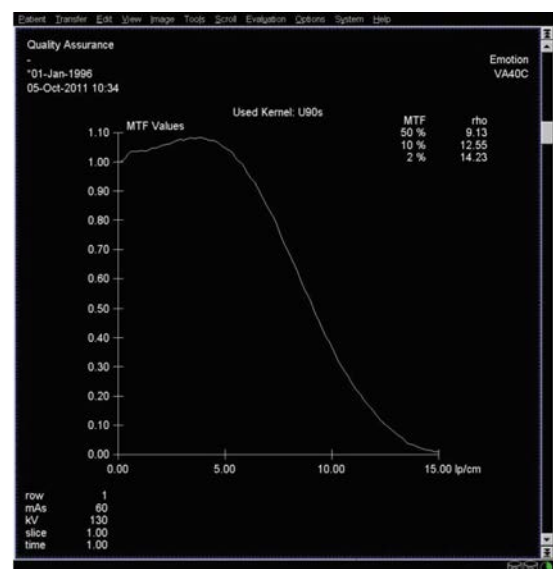 Patient Transfer Edit View Image Tools Scroll Evaluation Options System Help
Quality Assurance
-
*01-Jan-1996
05-Oct-2011 10:34
Emotion
VA40C
Used Kernel: U90s
MTF rho
50 % 9.13
10 % 12.55
2 % 14.23
MTF Values
1.10
1.00
0.90
0.80
0.70
0.60
0.50
0.40
0.30
0.20
0.10
0.00
0.00 5.00 10.00 15.00 lp/cm
row 1
mAs 60
kV 130
slice 1.00
time 1.00